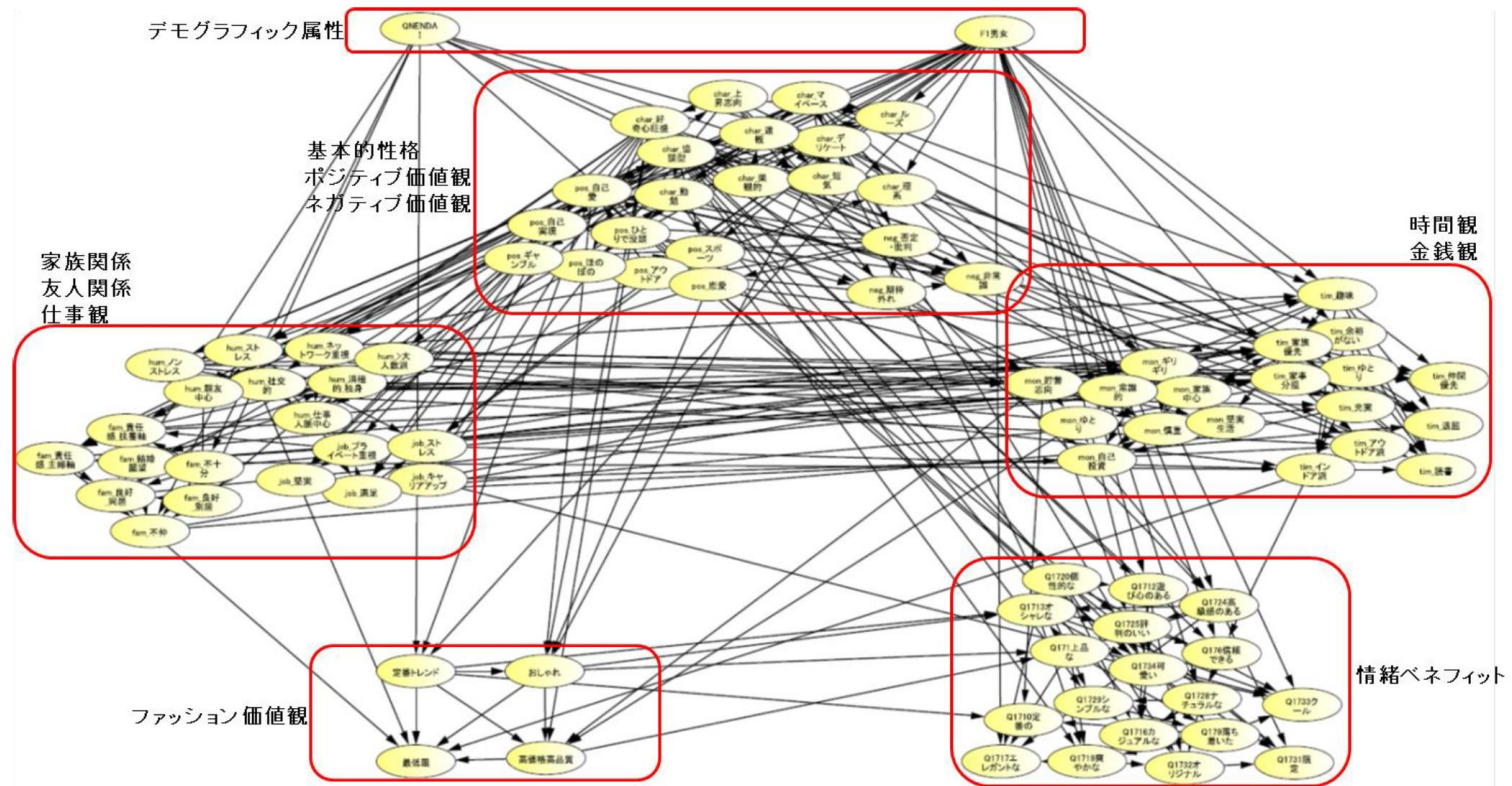 デモグラフィック属性
QNENDA
I
F1男女
基本的性格
ポジティブ価値観
ネガティブ価値観
char_上
昇志向
char_マ
イペース
char_好
奇心旺盛
char_ル
ーズ
char_デ
リケート
char_協
調型
char_楽
観的
char_短
気
char_理
系
pos_自己
愛
char_勤
勉
pos_自己
実現
pos_ひと
りで没頭
pos_スポ
ーツ
neg_否定
・批判
pos_ギャ
ンブル
pos_ほの
ぼの
pos_アウ
トドア
pos_恋愛
neg_期待
外れ
neg_非常
識
家族関係
友人関係
仕事観
hum_ノン
ストレス
hum_スト
レス
hum_ネッ
トワーク重視
hum_>大
人数派
hum_親友
中心
hum_社交
的
hum_消極
的_独身
hum_仕事
人脈中心
fam_責任
感_扶養軸
fam_責任
感_主婦軸
fam_結婚
願望
fam_不十
分
job_プラ
イベート重視
job_スト
レス
fam_良好
_同居
fam_良好
_別居
job_堅実
job_満足
job_キャ
リアアップ
fam_不仲
時間観
金銭観
tim_趣味
tim_余裕
がない
tim_家族
優先
mon_ギリ
ギリ
mon_貯蓄
志向
mon_常識
的
mon_家族
中心
tim_家事
分担
tim_ゆと
り
tim_仲間
優先
mon_ゆと
り
mon_慎重
mon_堅実
生活
tim_充実
tim_退屈
mon_自己
投資
tim_アウ
トドア派
tim_イン
ドア派
tim_読書
ファッション価値観
定番トレンド
おしゃれ
最低限
高価格高品質
情緒ベネフィット
Q1720個
性的な
Q1712遊
び心のある
Q1724高
級感のある
Q1713オ
シャレな
Q1725評
判のいい
Q171上品
な
Q176信頼
できる
Q1734可
愛い
Q1729シ
ンプルな
Q1728ナ
チュラルな
Q1733ク
ール
Q1710定
番の
Q1716カ
ジュアルな
Q179落ち
着いた
Q1717エ
レガントな
Q1719爽
やかな
Q1732オ
リジナル
Q1731限
定